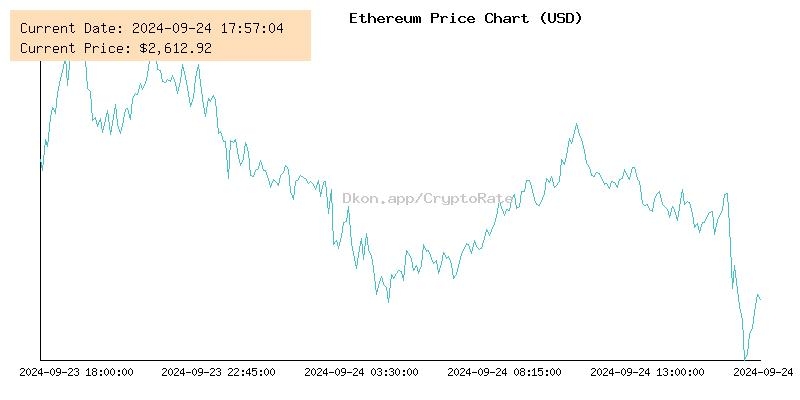 Ethereum Price Chart (USD)
Current Date: 2024-09-24 17:57:04
Current Price: $2,612.92
Dkon.app/CryptoRate
2024-09-23 18:00:00
2024-09-23 22:45:00
2024-09-24 03:30:00
2024-09-24 08:15:00
2024-09-24 13:00:00
2024-09-24